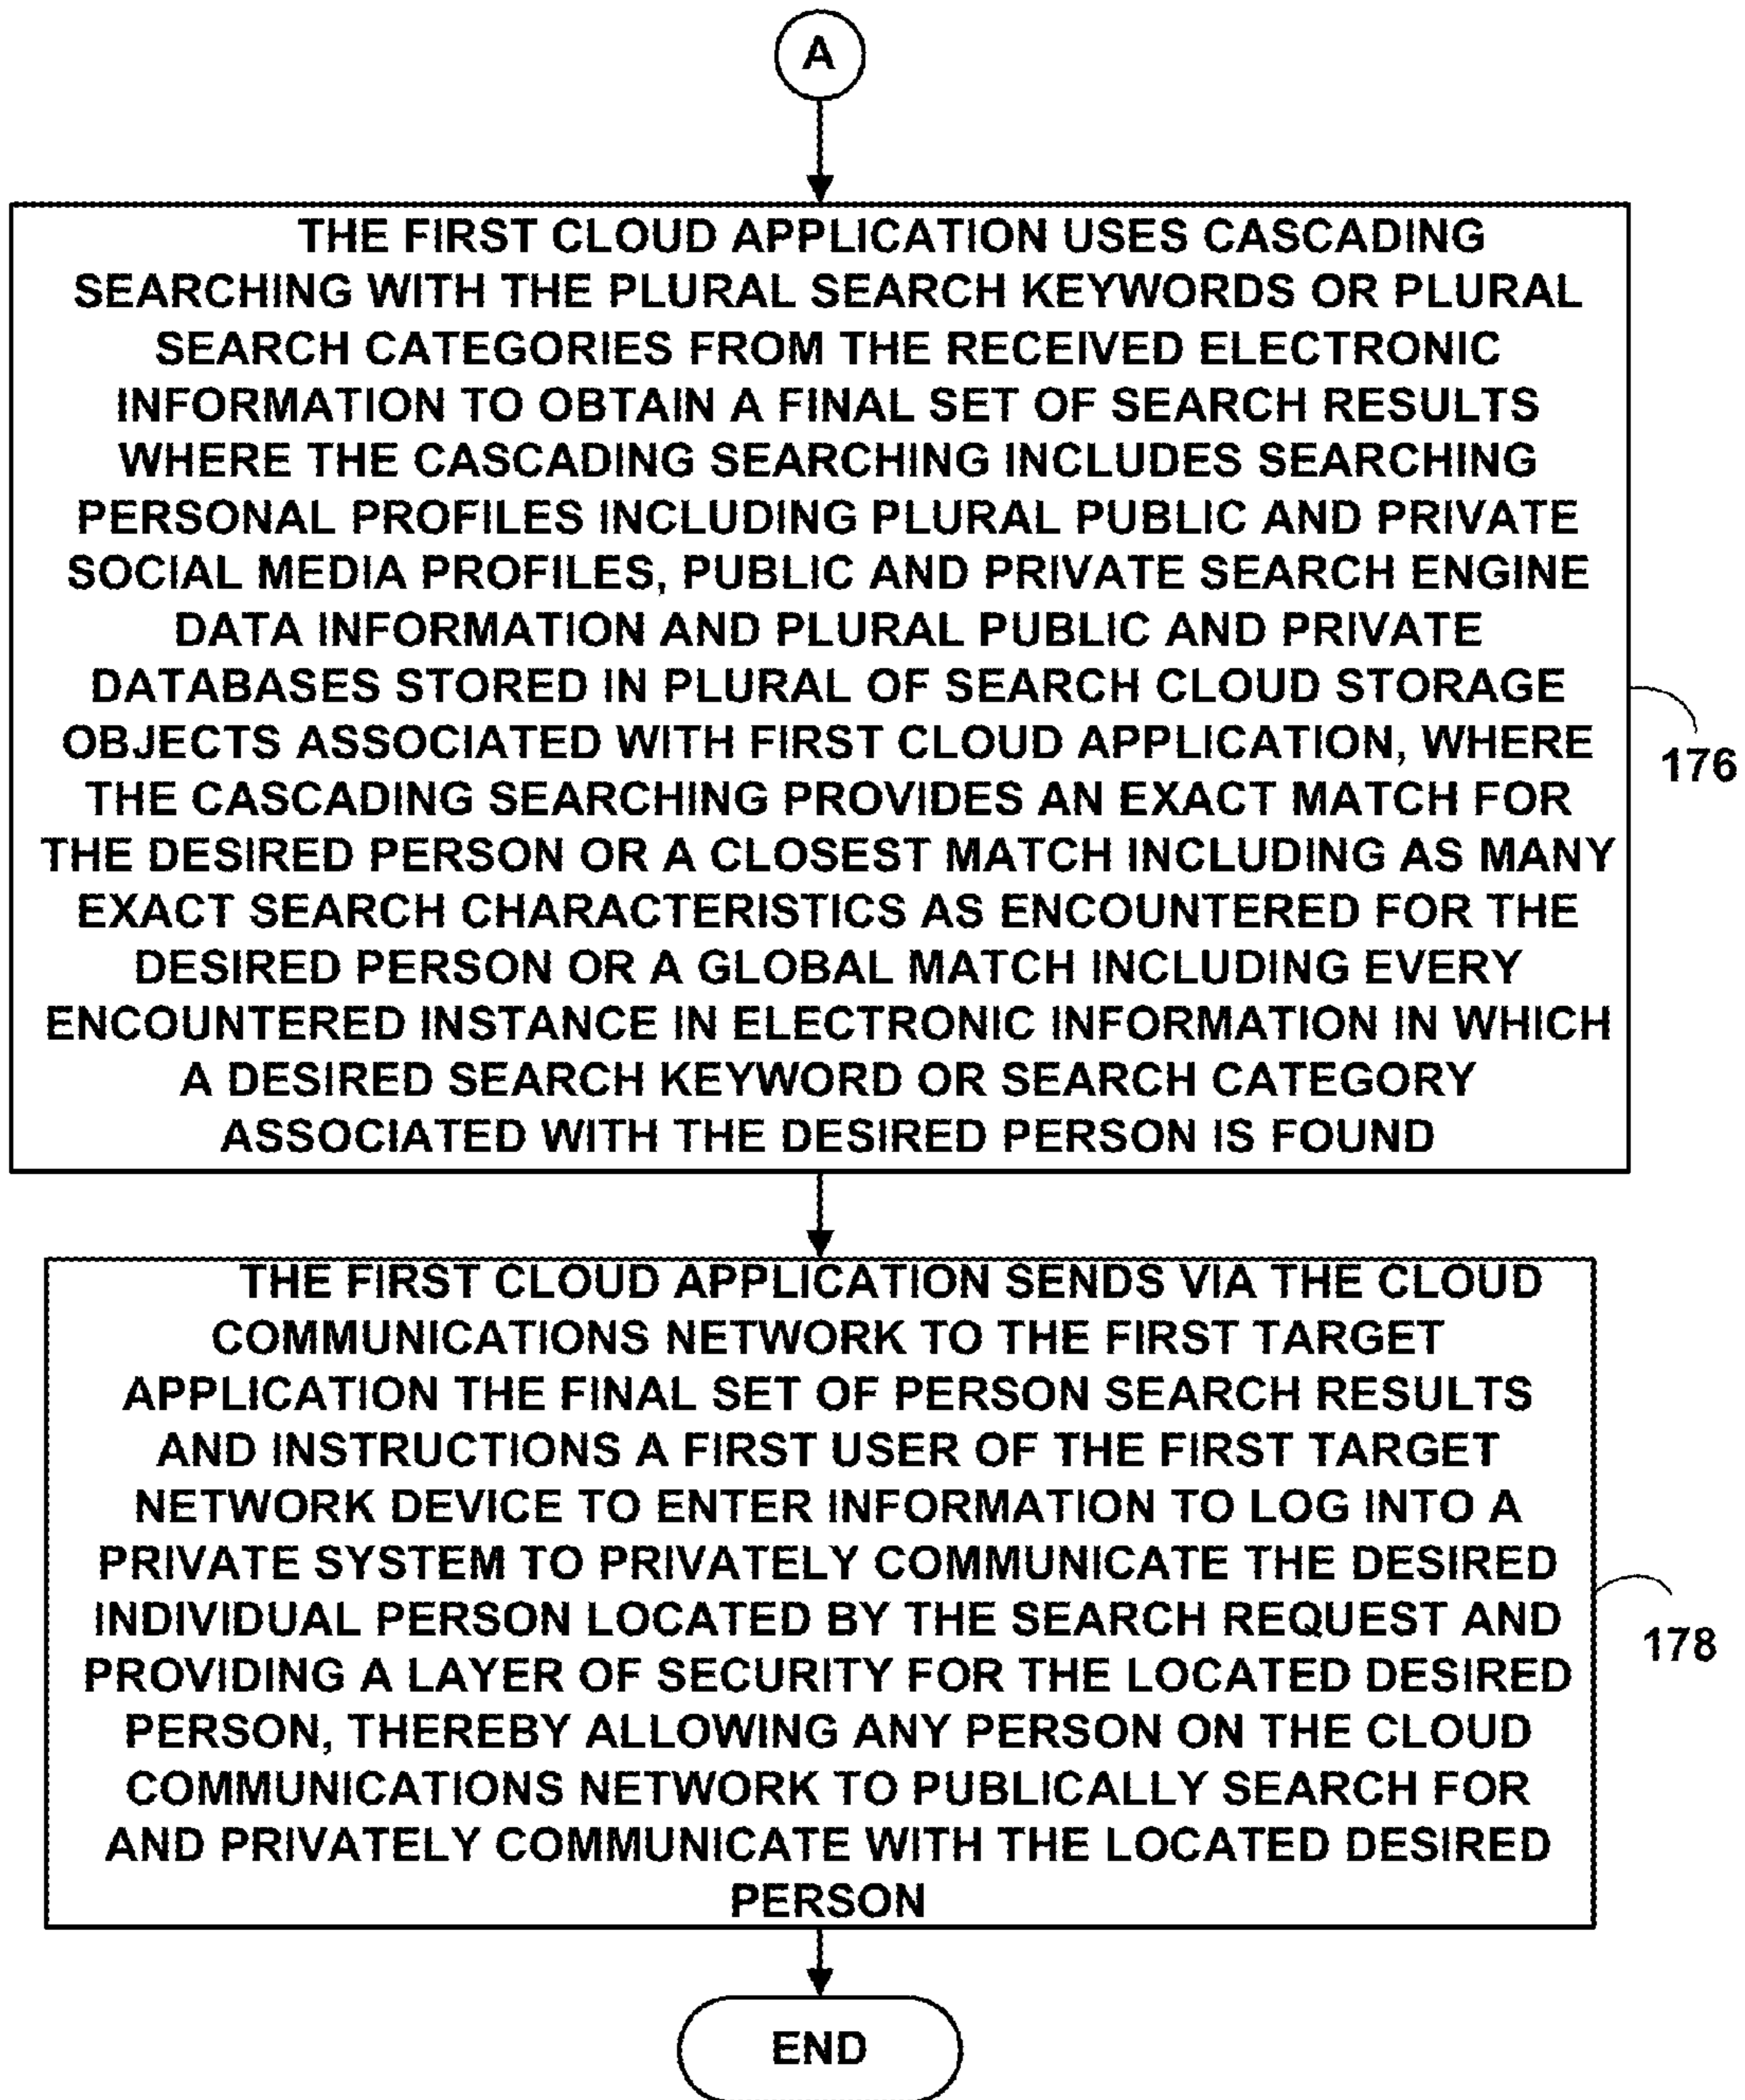 A
THE FIRST CLOUD APPLICATION USES CASCADING
SEARCHING WITH THE PLURAL SEARCH KEYWORDS OR PLURAL
SEARCH CATEGORIES FROM THE RECEIVED ELECTRONIC
INFORMATION TO OBTAIN A FINAL SET OF SEARCH RESULTS
WHERE THE CASCADING SEARCHING INCLUDES SEARCHING
PERSONAL PROFILES INCLUDING PLURAL PUBLIC AND PRIVATE
SOCIAL MEDIA PROFILES, PUBLIC AND PRIVATE SEARCH ENGINE
DATA INFORMATION AND PLURAL PUBLIC AND PRIVATE
DATABASES STORED IN PLURAL OF SEARCH CLOUD STORAGE
OBJECTS ASSOCIATED WITH FIRST CLOUD APPLICATION, WHERE
THE CASCADING SEARCHING PROVIDES AN EXACT MATCH FOR
THE DESIRED PERSON OR A CLOSEST MATCH INCLUDING AS MANY
EXACT SEARCH CHARACTERISTICS AS ENCOUNTERED FOR THE
DESIRED PERSON OR A GLOBAL MATCH INCLUDING EVERY
ENCOUNTERED INSTANCE IN ELECTRONIC INFORMATION IN WHICH
A DESIRED SEARCH KEYWORD OR SEARCH CATEGORY
ASSOCIATED WITH THE DESIRED PERSON IS FOUND
176
THE FIRST CLOUD APPLICATION SENDS VIA THE CLOUD
COMMUNICATIONS NETWORK TO THE FIRST TARGET
APPLICATION THE FINAL SET OF PERSON SEARCH RESULTS
AND INSTRUCTIONS A FIRST USER OF THE FIRST TARGET
NETWORK DEVICE TO ENTER INFORMATION TO LOG INTO A
PRIVATE SYSTEM TO PRIVATELY COMMUNICATE THE DESIRED
INDIVIDUAL PERSON LOCATED BY THE SEARCH REQUEST AND
PROVIDING A LAYER OF SECURITY FOR THE LOCATED DESIRED
PERSON, THEREBY ALLOWING ANY PERSON ON THE CLOUD
COMMUNICATIONS NETWORK TO PUBLICALLY SEARCH FOR
AND PRIVATELY COMMUNICATE WITH THE LOCATED DESIRED
PERSON
178
END